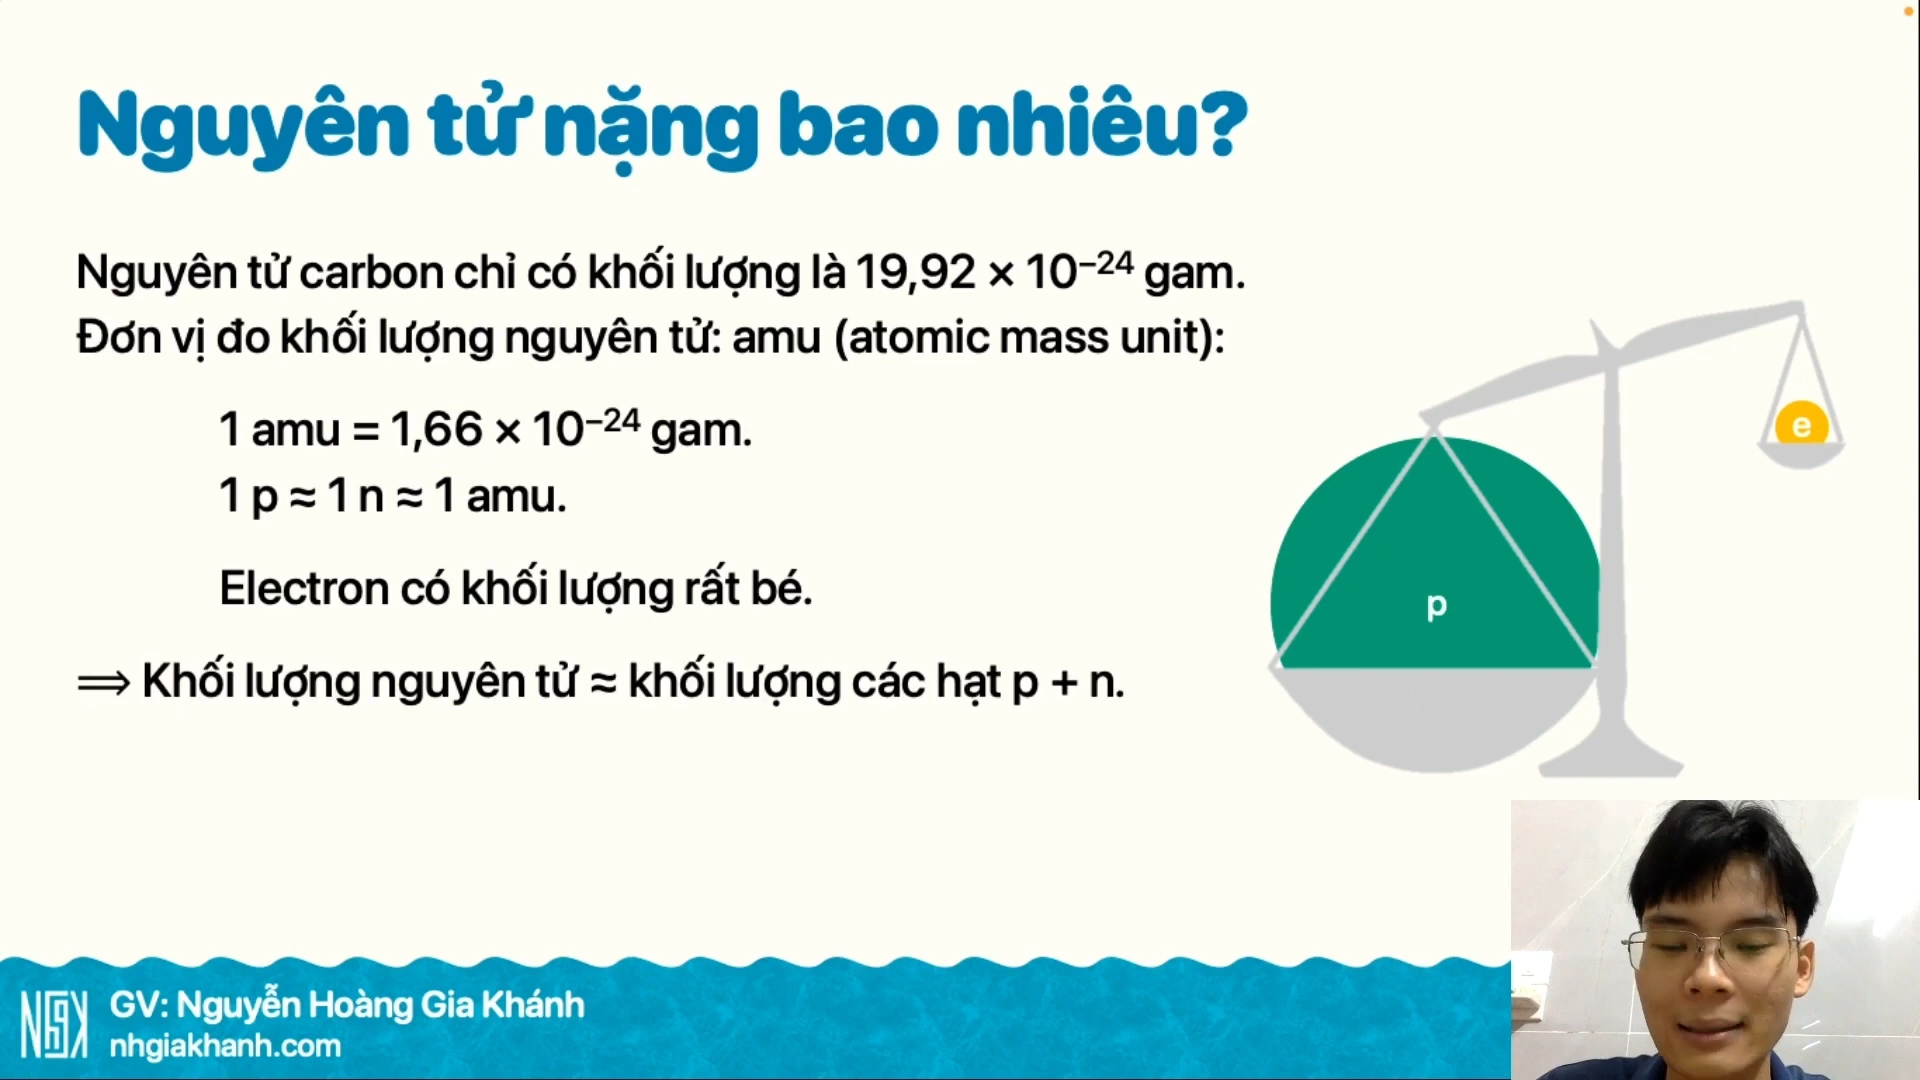 Nguyên tử nặng bao nhiêu?
Nguyên tử carbon chỉ có khối lượng là 19,92 × 10⁻²⁴ gam.
Đơn vị đo khối lượng nguyên tử: amu (atomic mass unit):
1 amu = 1,66 × 10⁻²⁴ gam.
1 p ≈ 1 n ≈ 1 amu.
Electron có khối lượng rất bé.
⟹ Khối lượng nguyên tử ≈ khối lượng các hạt p + n.
e
p
NGK
GV: Nguyễn Hoàng Gia Khánh
nhgiakhanh.com